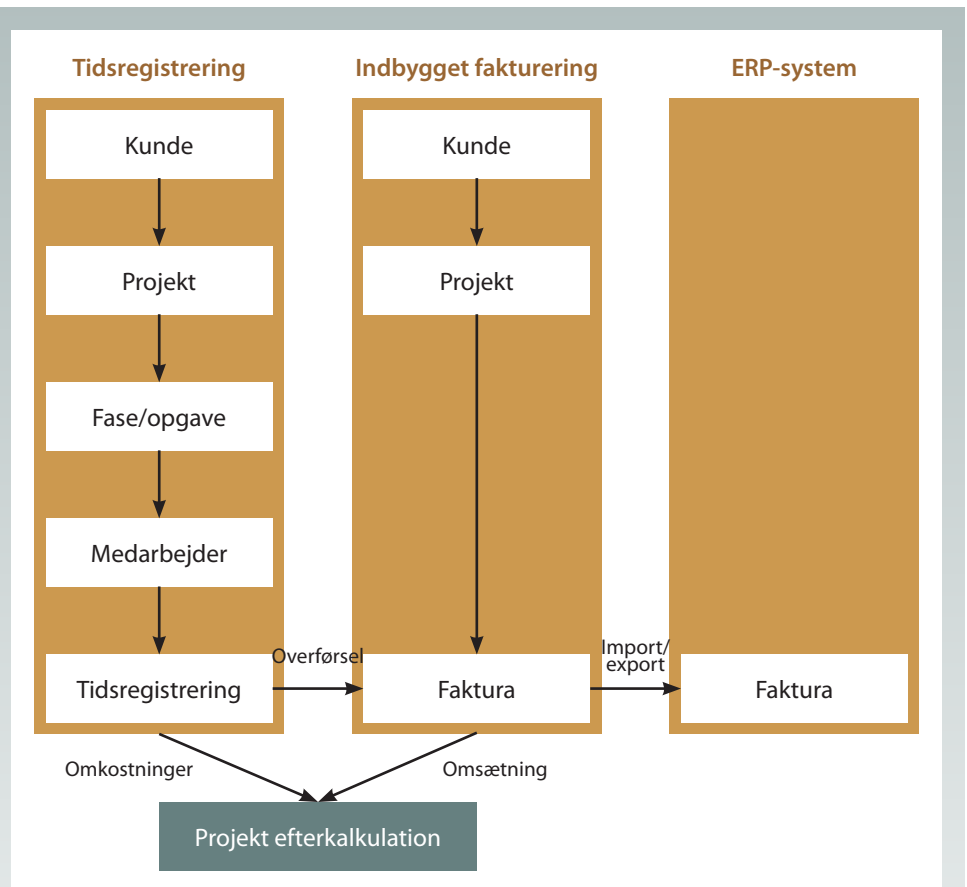 Tidsregistrering
Indbygget fakturering
ERP-system
Kunde
Kunde
Projekt
Projekt
Fase/opgave
Medarbejder
Overførsel
Import/
export
Tidsregistrering
Faktura
Faktura
Omkostninger
Omsætning
Projekt efterkalkulation